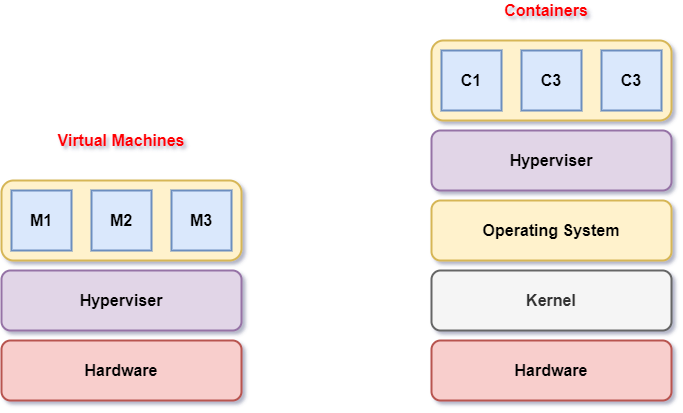 Containers
C1 C3 C3
Hyperviser
Operating System
Kernel
Hardware
Virtual Machines
M1 M2 M3
Hyperviser
Hardware